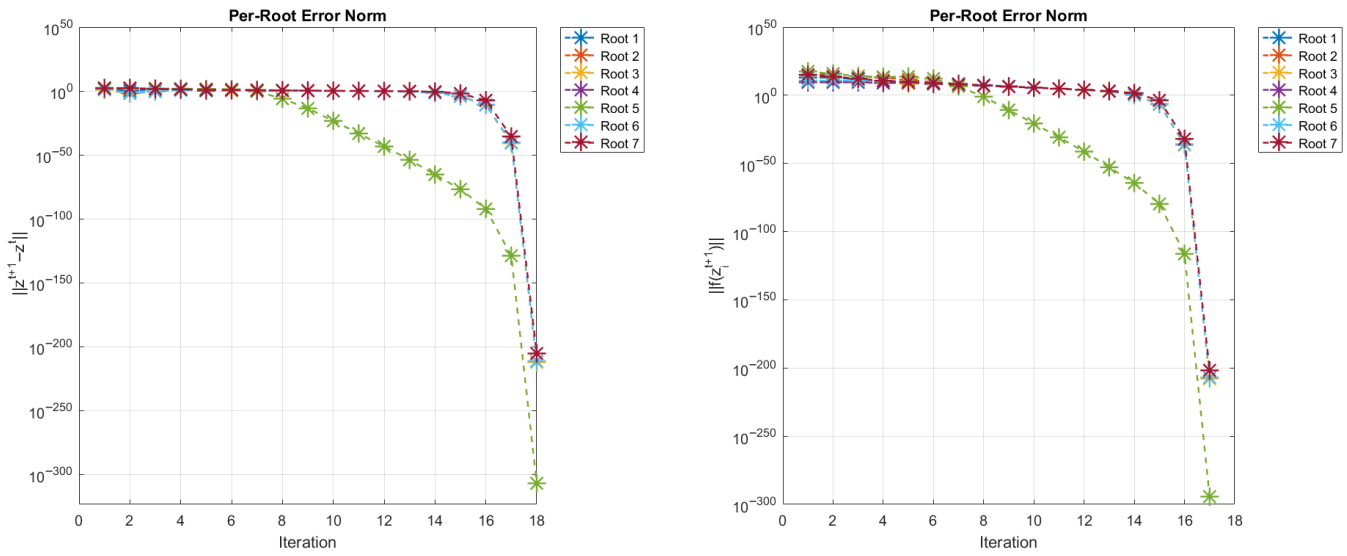 Per-Root Error Norm
10^50
10^0
10^-50
10^-100
10^-150
10^-200
10^-250
10^-300
0 2 4 6 8 10 12 14 16 18
Iteration
||z^{t+1}−z^t||
Root 1
Root 2
Root 3
Root 4
Root 5
Root 6
Root 7
Per-Root Error Norm
10^50
10^0
10^-50
10^-100
10^-150
10^-200
10^-250
10^-300
0 2 4 6 8 10 12 14 16 18
Iteration
||f(z_i^{t+1})||
Root 1
Root 2
Root 3
Root 4
Root 5
Root 6
Root 7